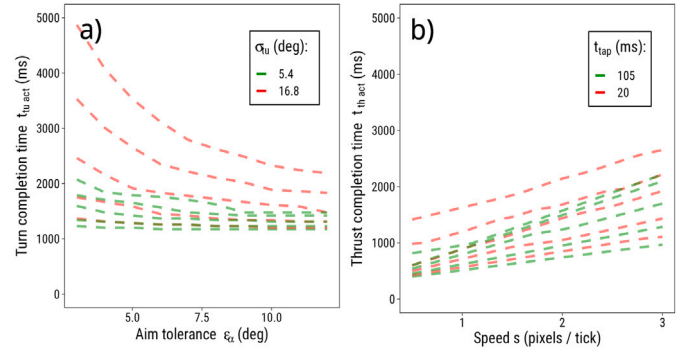 a)
σtu (deg):
5.4
16.8
Turn completion time t tu act (ms)
5000
4000
3000
2000
1000
0
5.0
7.5
10.0
Aim tolerance εα (deg)
b)
ttap (ms):
105
20
Thrust completion time t th act (ms)
5000
4000
3000
2000
1000
0
1
2
3
Speed s (pixels / tick)